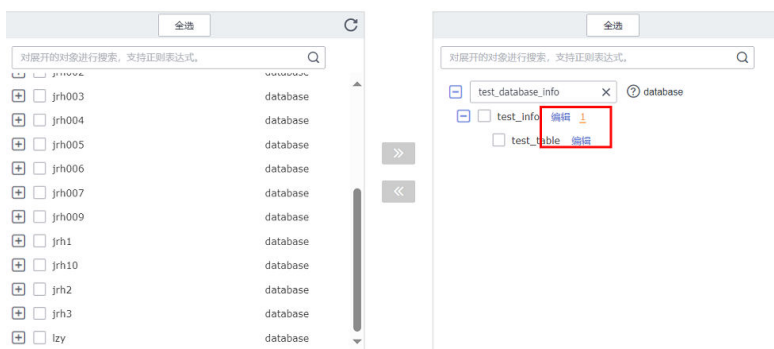 全选
对展开的对象进行搜索，支持正则表达式。
jrh002 database
jrh003 database
jrh004 database
jrh005 database
jrh006 database
jrh007 database
jrh009 database
jrh1 database
jrh10 database
jrh2 database
jrh3 database
lzy database
全选
对展开的对象进行搜索，支持正则表达式。
test_database_info × ? database
test_info 编辑 1
test_table 编辑